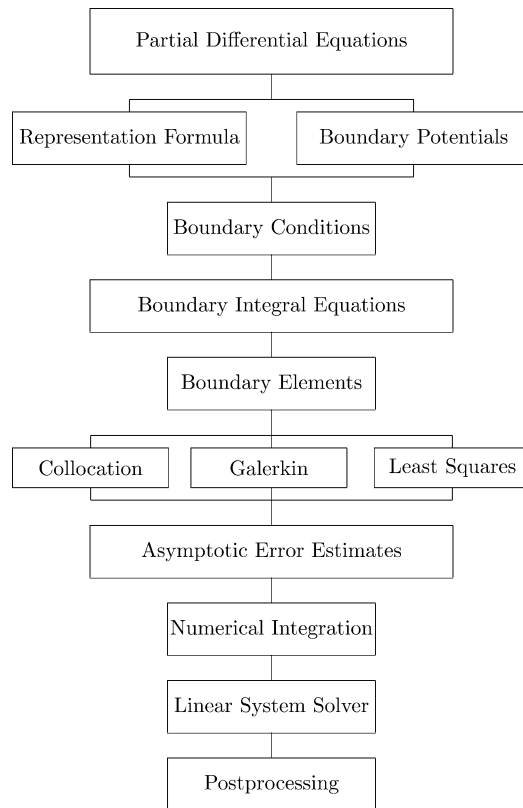 Partial Differential Equations
Representation Formula
Boundary Potentials
Boundary Conditions
Boundary Integral Equations
Boundary Elements
Collocation
Galerkin
Least Squares
Asymptotic Error Estimates
Numerical Integration
Linear System Solver
Postprocessing